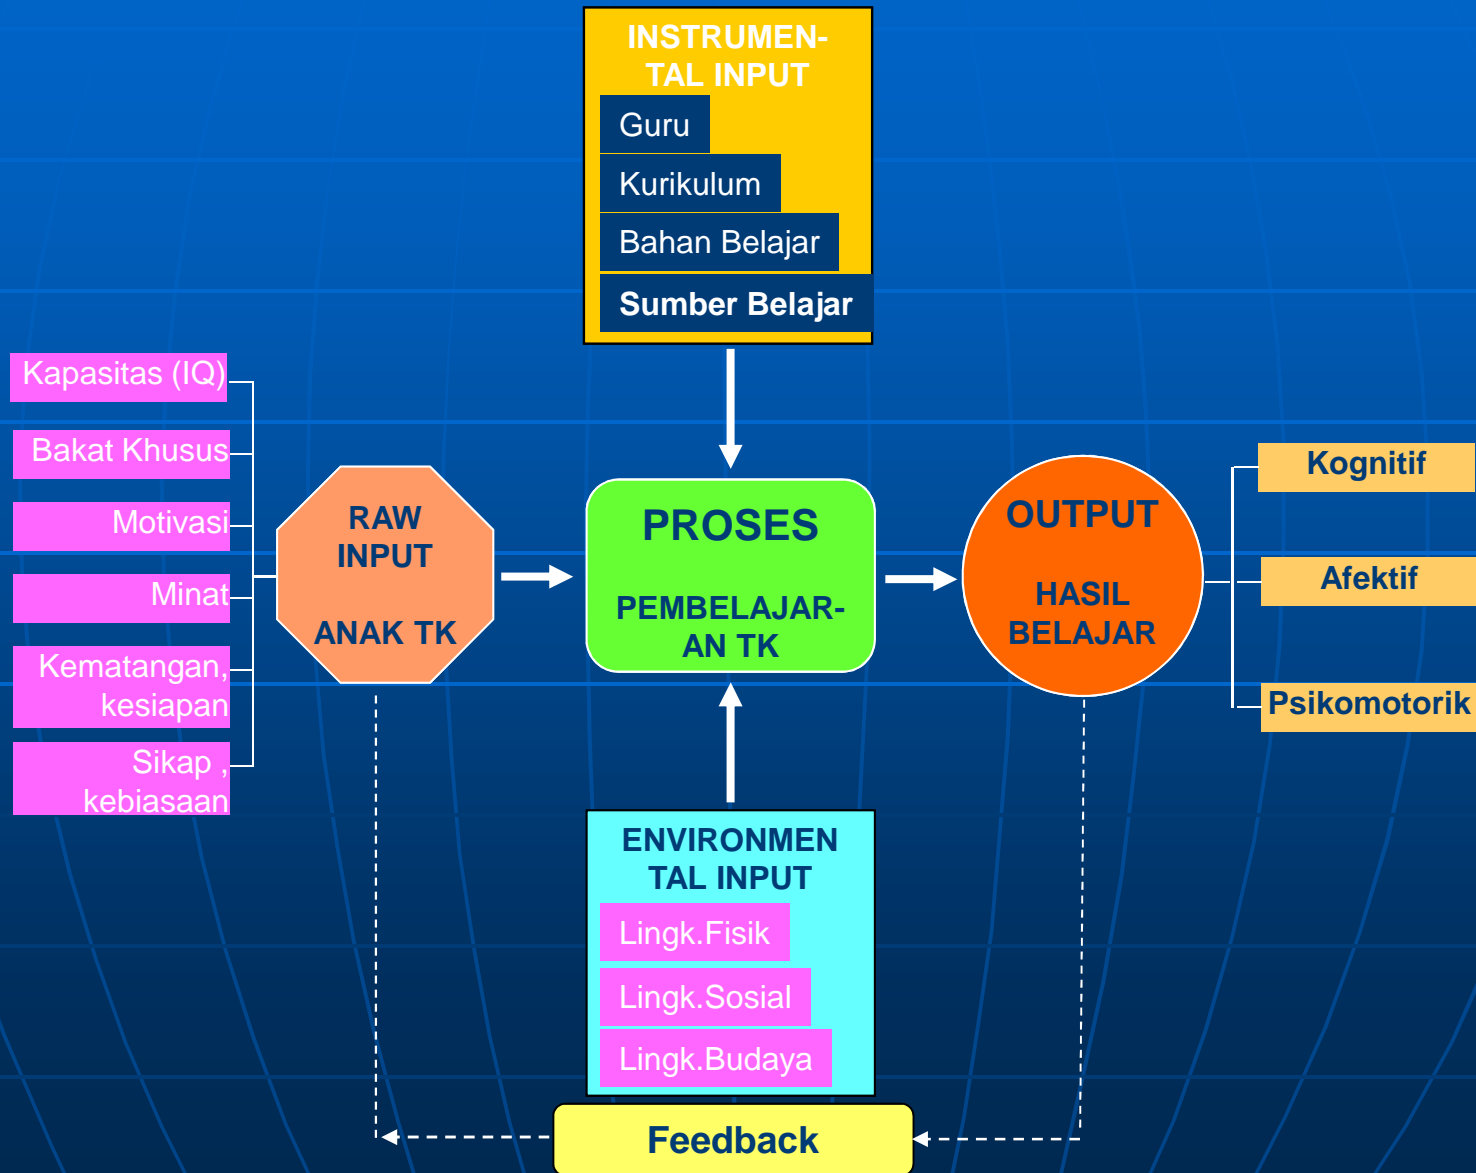 INSTRUMEN-
TAL INPUT
Guru
Kurikulum
Bahan Belajar
Sumber Belajar
Kapasitas (IQ)
Bakat Khusus
Motivasi
Minat
Kematangan,
kesiapan
Sikap ,
kebiasaan
RAW
INPUT
ANAK TK
PROSES
PEMBELAJAR-
AN TK
OUTPUT
HASIL
BELAJAR
Kognitif
Afektif
Psikomotorik
ENVIRONMEN
TAL INPUT
Lingk.Fisik
Lingk.Sosial
Lingk.Budaya
Feedback